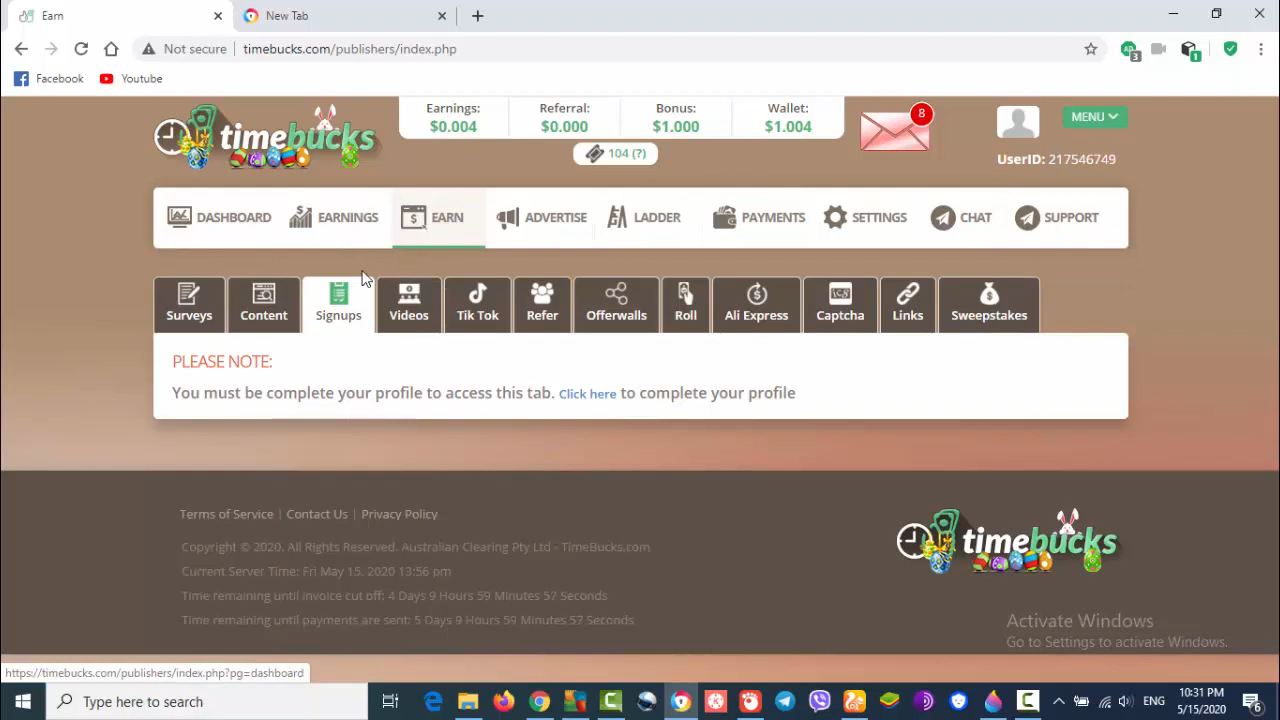 Earn
New Tab
Not secure | timebucks.com/publishers/index.php
3
1
Facebook Youtube
timebucks
Earnings: Referral: Bonus: Wallet:
$0.004 $0.000 $1.000 $1.004
104 (?)
8
MENU
UserID: 217546749
DASHBOARD EARNINGS EARN ADVERTISE LADDER PAYMENTS SETTINGS CHAT SUPPORT
Surveys Content Signups Videos Tik Tok Refer Offerwalls Roll Ali Express Captcha Links Sweepstakes
PLEASE NOTE:
You must be complete your profile to access this tab. Click here to complete your profile
Terms of Service | Contact Us | Privacy Policy
Copyright © 2020. All Rights Reserved. Australian Clearing Pty Ltd - TimeBucks.com
Current Server Time: Fri May 15, 2020 13:56 pm
Time remaining until invoice cut off: 4 Days 9 Hours 59 Minutes 57 Seconds
Time remaining until payments are sent: 5 Days 9 Hours 59 Minutes 57 Seconds
timebucks
Activate Windows
Go to Settings to activate Windows.
https://timebucks.com/publishers/index.php?pg=dashboard
Type here to search
ENG
10:31 PM
5/15/2020
6